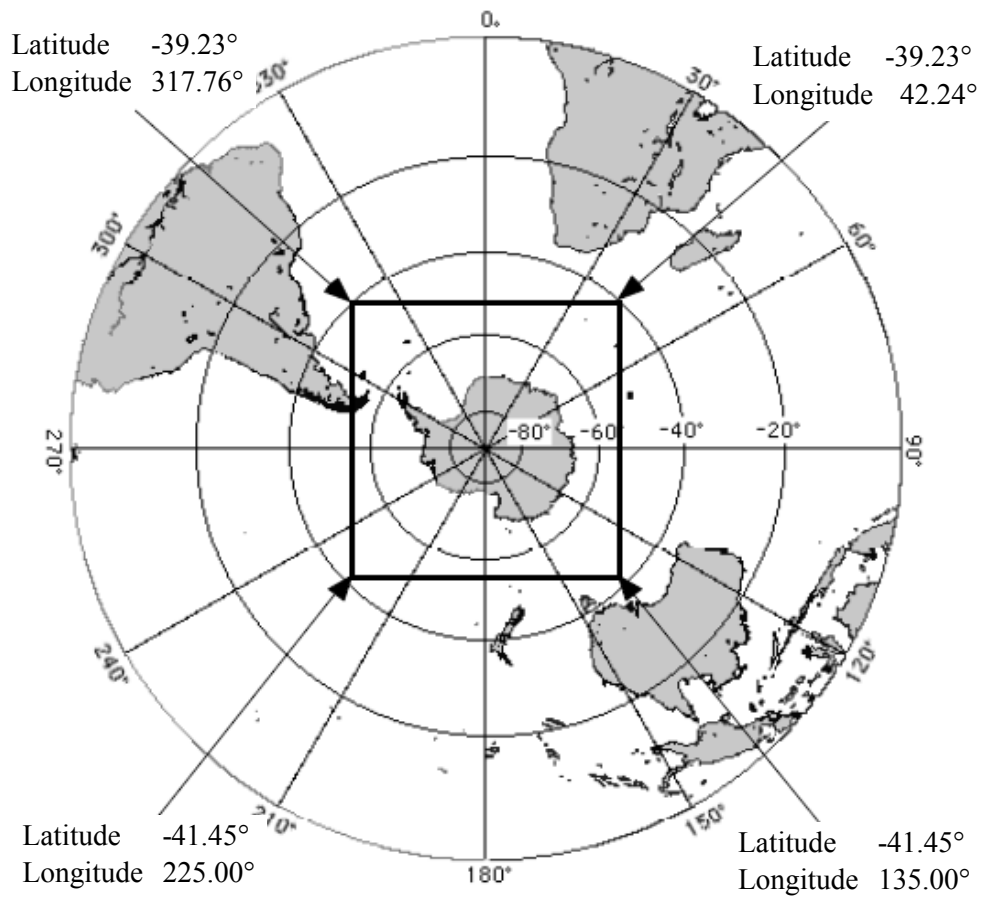 0°
Latitude -39.23°
Longitude 317.76°
Latitude -39.23°
Longitude 42.24°
330°
30°
300°
60°
-80° -60° -40° -20°
270°
90°
240°
120°
210°
150°
Latitude -41.45°
Longitude 225.00°
180°
Latitude -41.45°
Longitude 135.00°